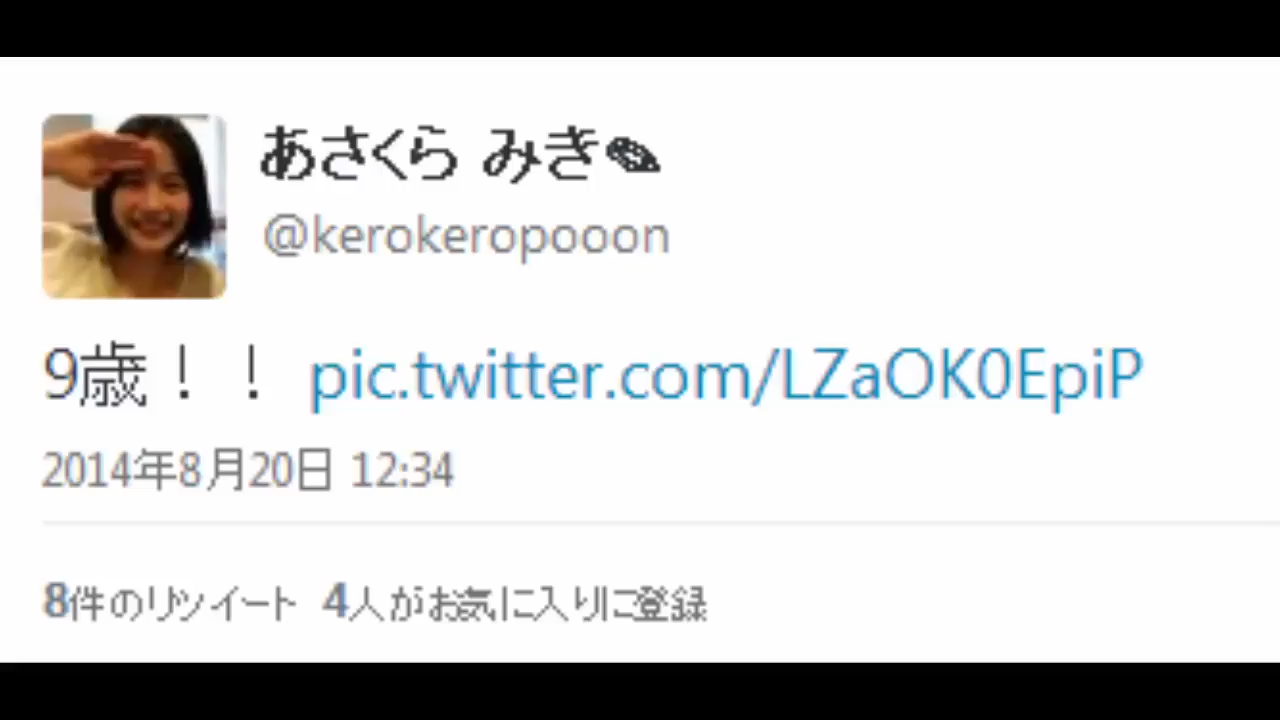 あさくら みき✏
@kerokeropooon
9歳！！ pic.twitter.com/LZaOK0EpiP
2014年8月20日 12:34
8件のリツイート 4人がお気に入りに登録